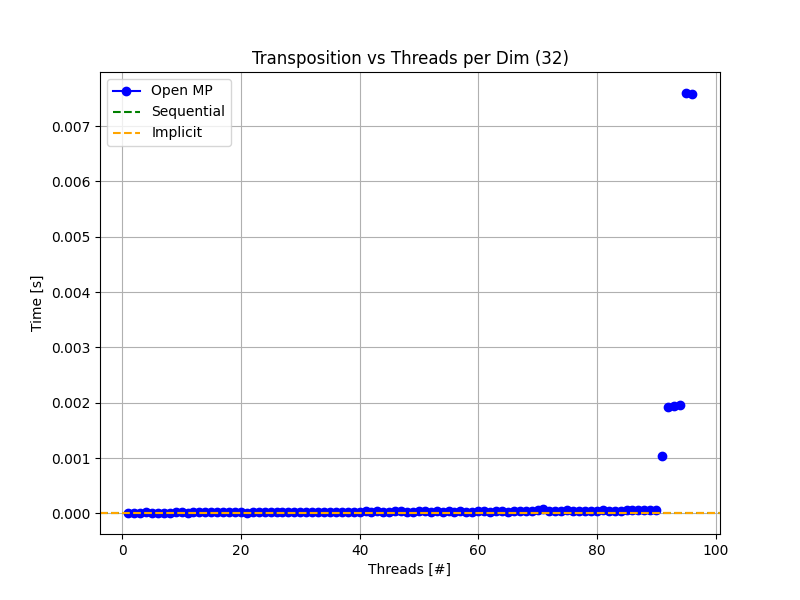 Transposition vs Threads per Dim (32)
Open MP
Sequential
Implicit
0.007
0.006
0.005
0.004
0.003
0.002
0.001
0.000
Time [s]
0 20 40 60 80 100
Threads [#]